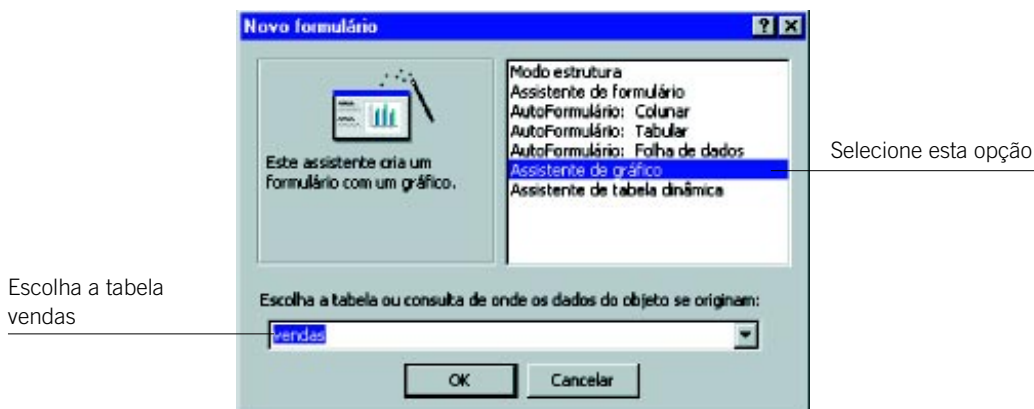 Novo formulário
Modo estrutura
Assistente de formulário
AutoFormulário: Colunar
AutoFormulário: Tabular
AutoFormulário: Folha de dados
Assistente de gráfico
Assistente de tabela dinâmica
Este assistente cria um
formulário com um gráfico.
Selecione esta opção
Escolha a tabela
vendas
Escolha a tabela ou consulta de onde os dados do objeto se originam:
vendas
OK
Cancelar